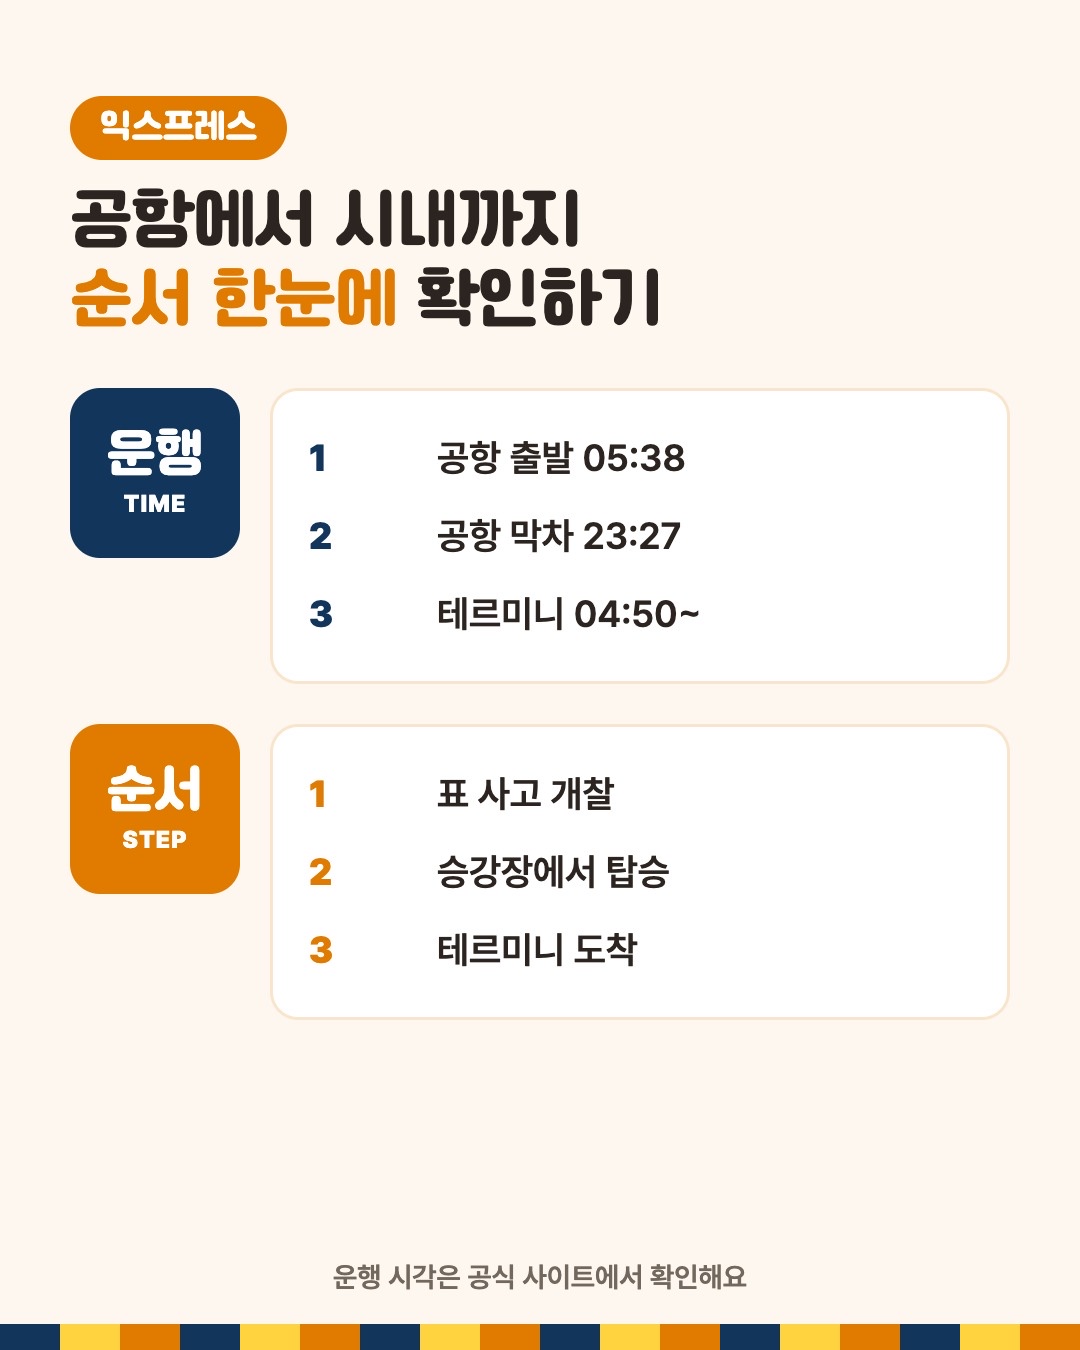 익스프레스
공항에서 시내까지
순서 한눈에 확인하기
운행
TIME
1 공항 출발 05:38
2 공항 막차 23:27
3 테르미니 04:50~
순서
STEP
1 표 사고 개찰
2 승강장에서 탑승
3 테르미니 도착
운행 시각은 공식 사이트에서 확인해요